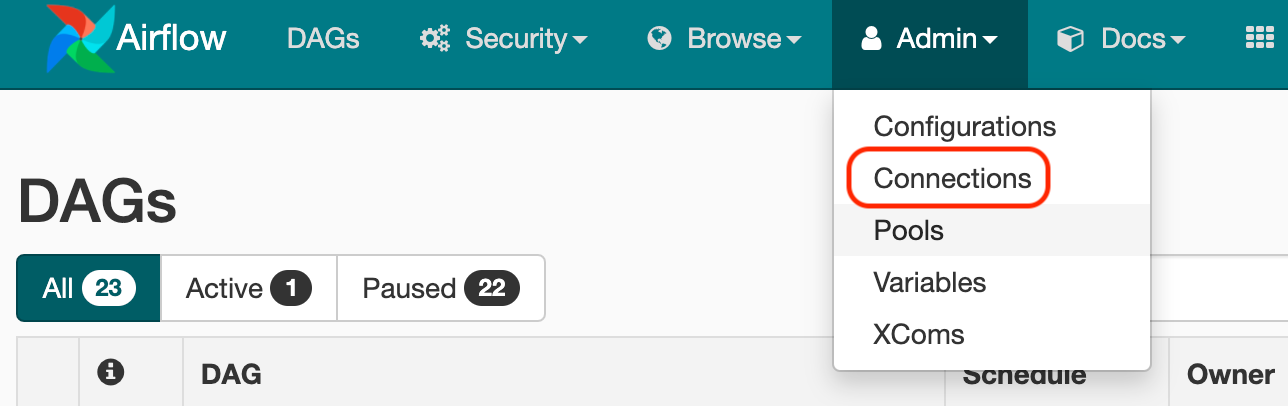 Airflow DAGs Security Browse Admin Docs
Configurations
Connections
DAGs
Pools
All 23 Active 1 Paused 22
Variables
XComs
DAG Schedule Owner